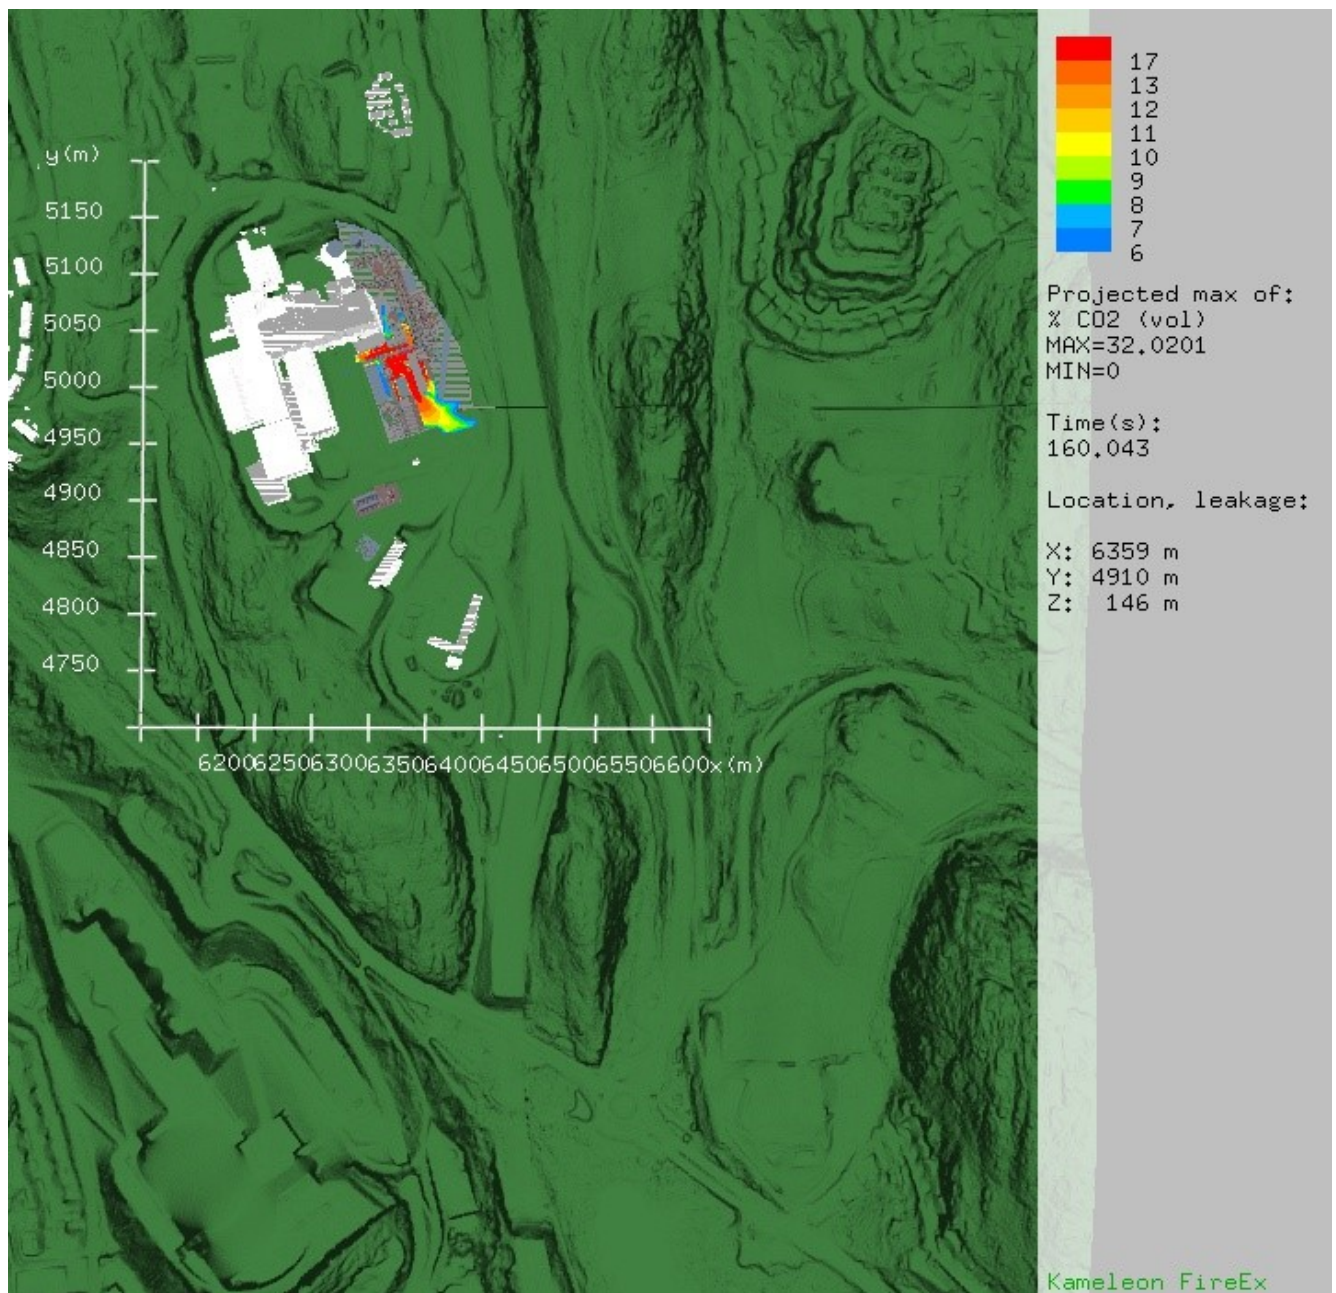 17
13
12
11
10
9
8
7
6
Projected max of:
% CO2 (vol)
MAX=32.0201
MIN=0
Time(s):
160.043
Location, leakage:
X: 6359 m
Y: 4910 m
Z: 146 m
y(m)
5150
5100
5050
5000
4950
4900
4850
4800
4750
620062506300635064006450650065506600x(m)
Kameleon FireEx